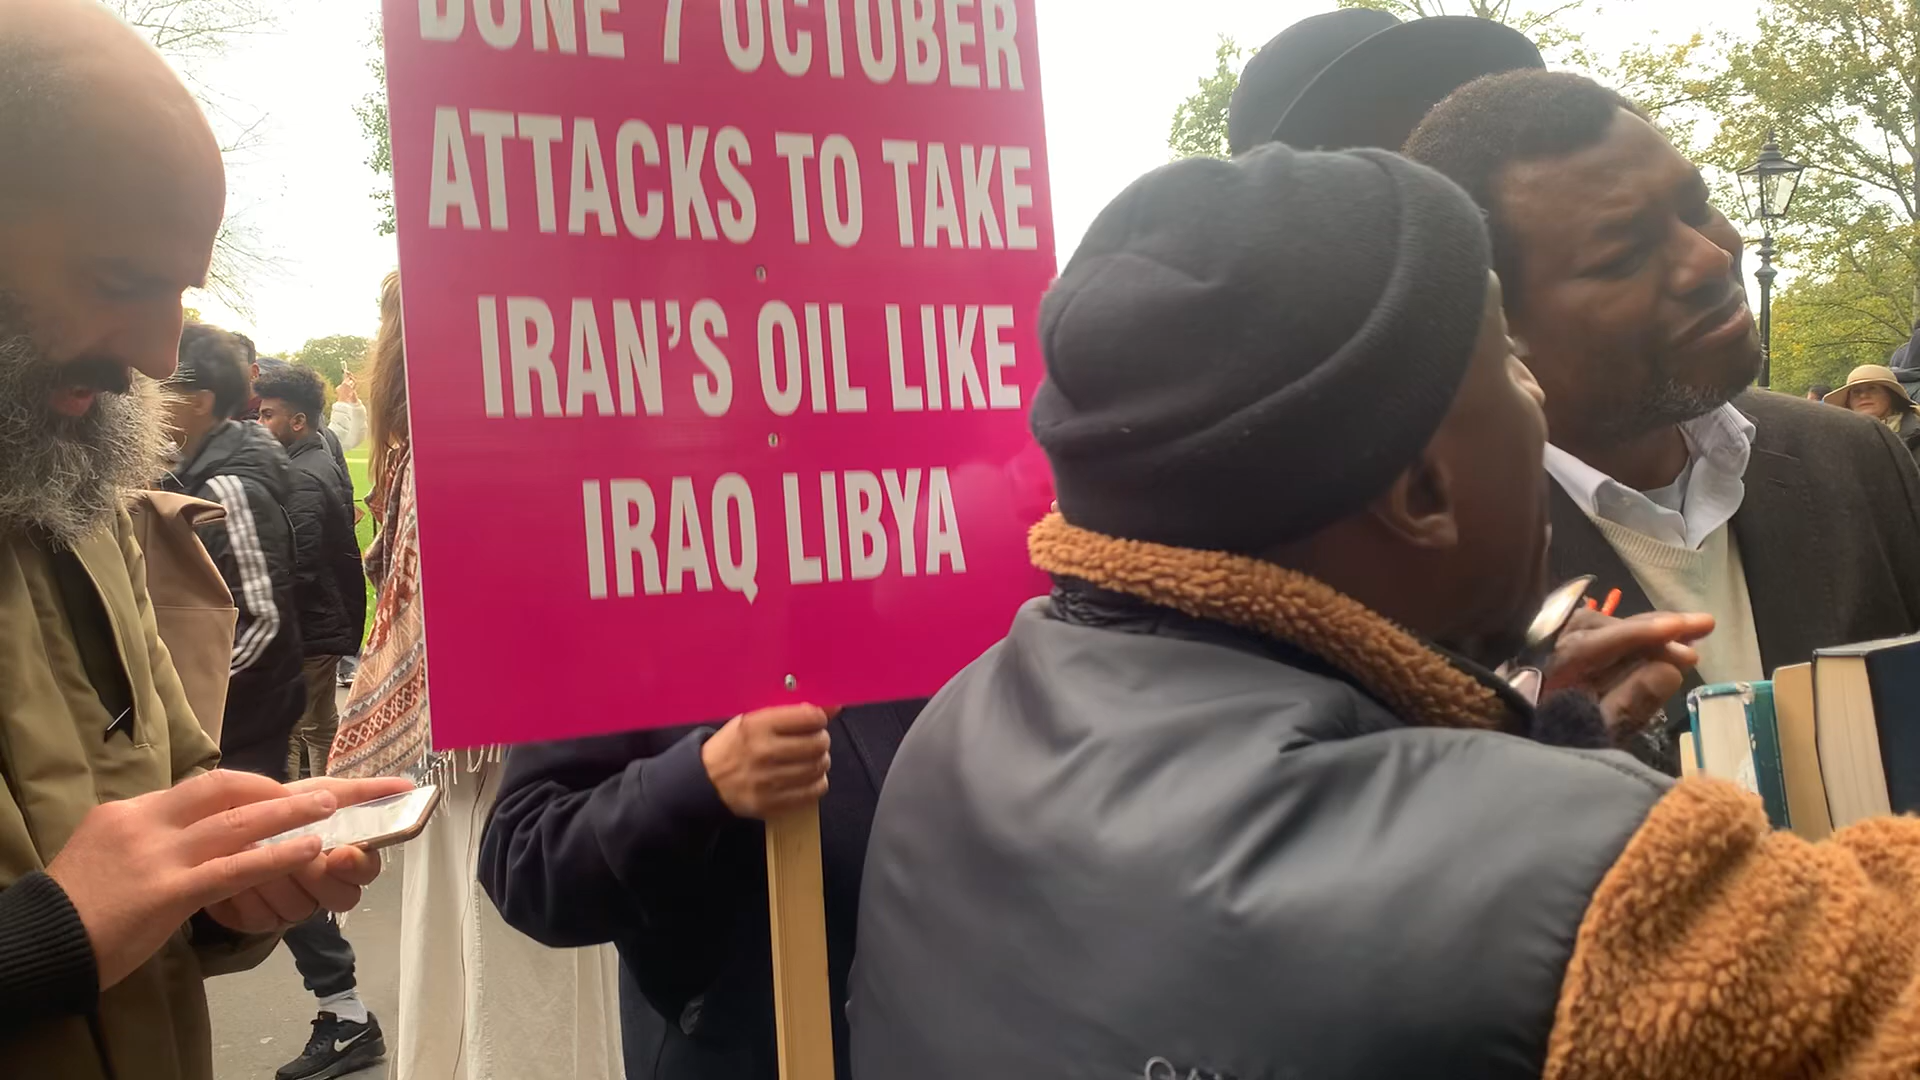 DONE 7 OCTOBER
ATTACKS TO TAKE
IRAN'S OIL LIKE
IRAQ LIBYA